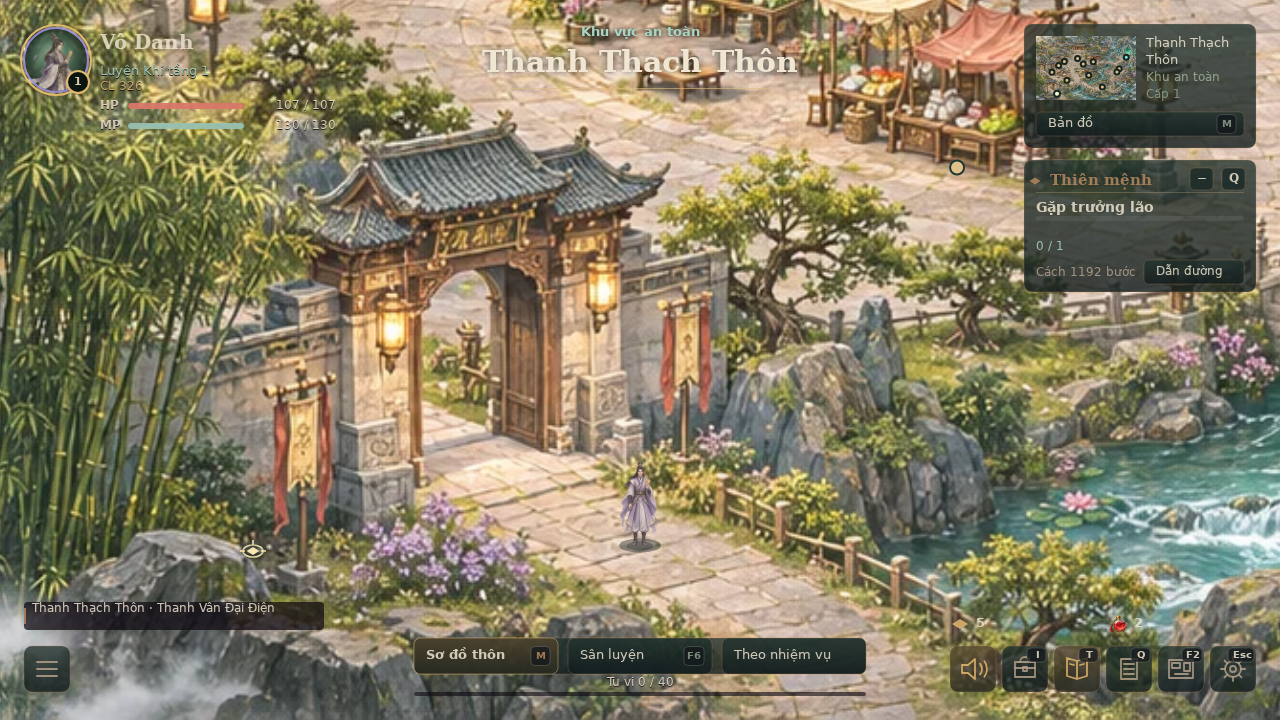 Vô Danh
Luyện Khí tầng 1
CL 326
1
HP 107 / 107
MP 130 / 130
Khu vực an toàn
Thanh Thạch Thôn
Thanh Thạch
Thôn
Khu an toàn
Cấp 1
Bản đồ M
Thiên mệnh − Q
Gặp trưởng lão
0 / 1
Cách 1192 bước Dẫn đường
Thanh Thạch Thôn · Thanh Vân Đại Điện
5 2
Sơ đồ thôn M Sân luyện F6 Theo nhiệm vụ
Tu vi 0 / 40
I T Q F2 Esc